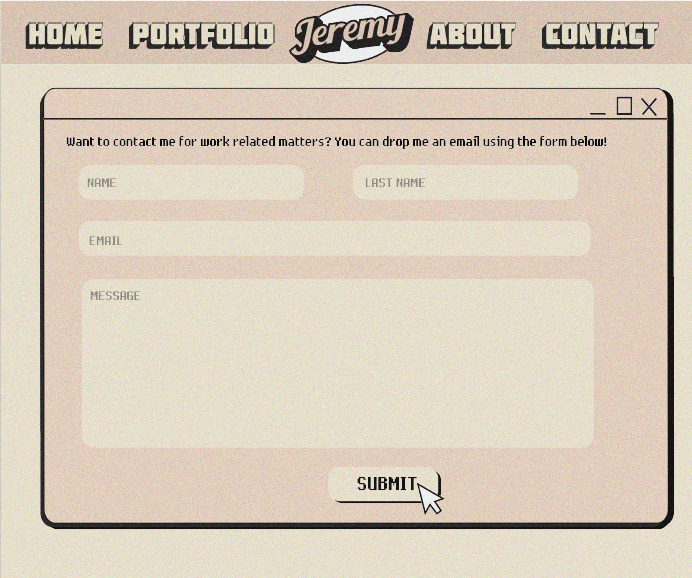 HOME PORTFOLIO Jeremy ABOUT CONTACT
Want to contact me for work related matters? You can drop me an email using the form below!
NAME LAST NAME
EMAIL
MESSAGE
SUBMIT